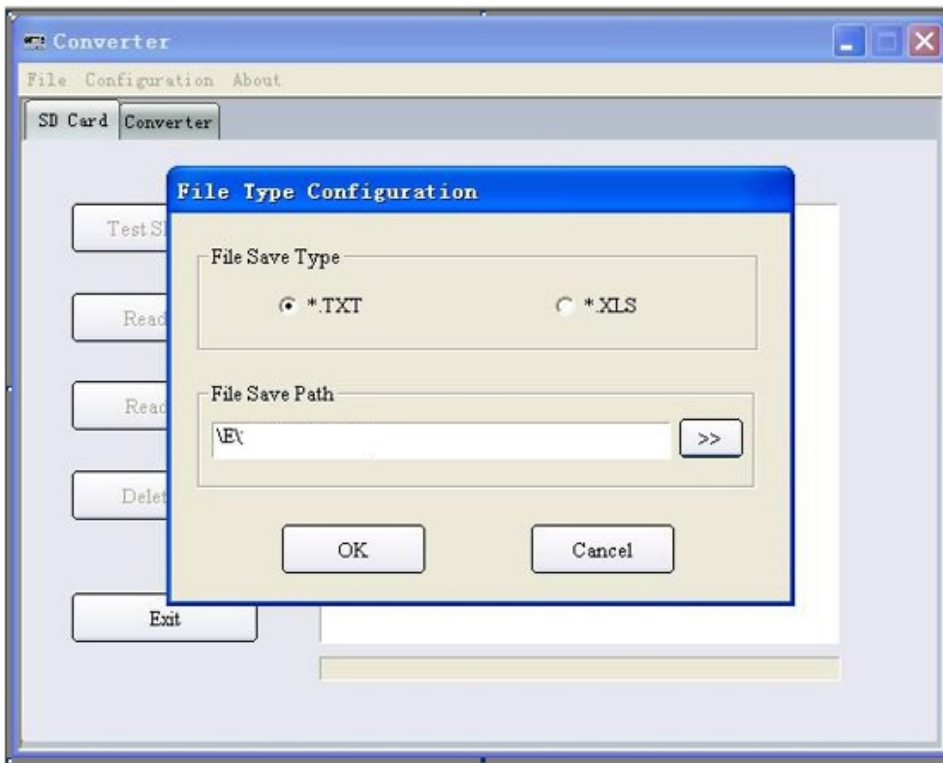 Converter
File Configuration About
SD Card Converter
File Type Configuration
Test S
File Save Type
*.TXT *.XLS
Read
File Save Path
Read
\E\:
>>
Delet
OK Cancel
Exit